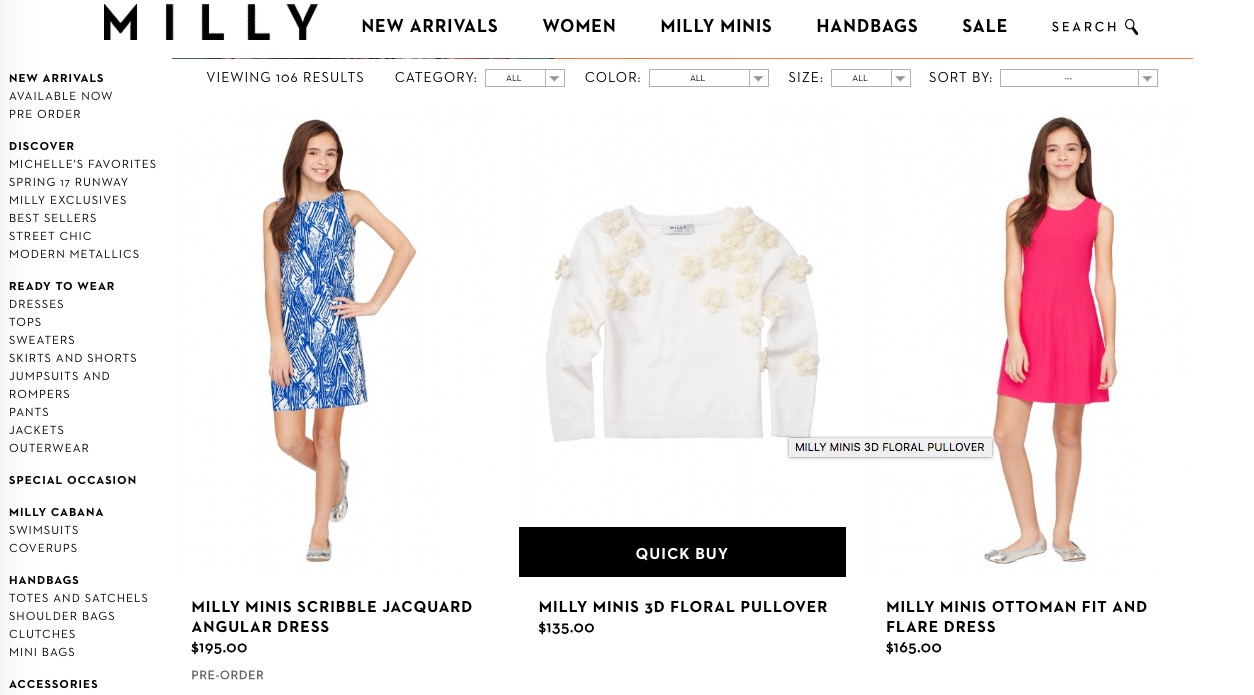 MILLY
NEW ARRIVALS
WOMEN
MILLY MINIS
HANDBAGS
SALE
SEARCH
VIEWING 106 RESULTS
CATEGORY: ALL
COLOR: ALL
SIZE: ALL
SORT BY: ---
NEW ARRIVALS
AVAILABLE NOW
PRE ORDER
DISCOVER
MICHELLE'S FAVORITES
SPRING 17 RUNWAY
MILLY EXCLUSIVES
BEST SELLERS
STREET CHIC
MODERN METALLICS
READY TO WEAR
DRESSES
TOPS
SWEATERS
SKIRTS AND SHORTS
JUMPSUITS AND
ROMPERS
PANTS
JACKETS
OUTERWEAR
SPECIAL OCCASION
MILLY CABANA
SWIMSUITS
COVERUPS
HANDBAGS
TOTES AND SATCHELS
SHOULDER BAGS
CLUTCHES
MINI BAGS
ACCESSORIES
MILLY
MILLY MINIS 3D FLORAL PULLOVER
QUICK BUY
MILLY MINIS SCRIBBLE JACQUARD
ANGULAR DRESS
$195.00
PRE-ORDER
MILLY MINIS 3D FLORAL PULLOVER
$135.00
MILLY MINIS OTTOMAN FIT AND
FLARE DRESS
$165.00